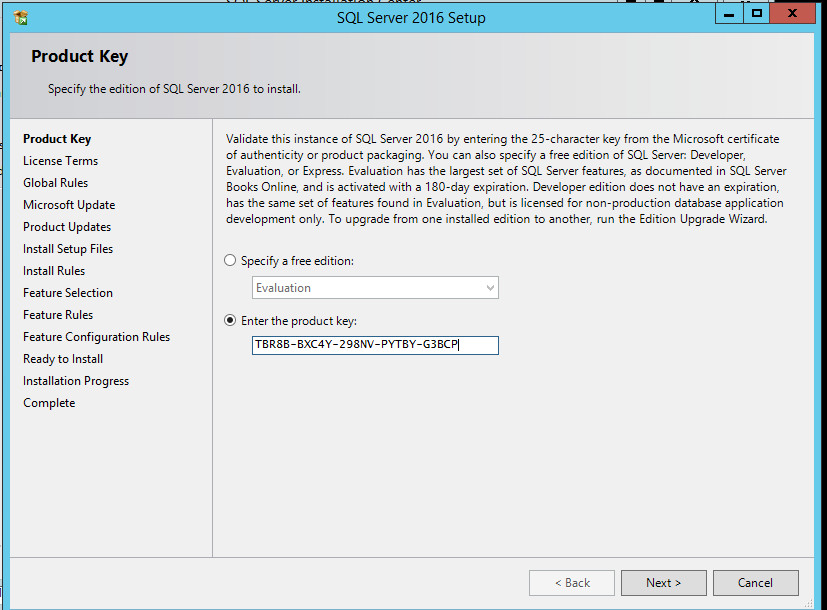 SQL Server 2016 Setup
Product Key
Specify the edition of SQL Server 2016 to install.
Product Key
License Terms
Global Rules
Microsoft Update
Product Updates
Install Setup Files
Install Rules
Feature Selection
Feature Rules
Feature Configuration Rules
Ready to Install
Installation Progress
Complete
Validate this instance of SQL Server 2016 by entering the 25-character key from the Microsoft certificate
of authenticity or product packaging. You can also specify a free edition of SQL Server: Developer,
Evaluation, or Express. Evaluation has the largest set of SQL Server features, as documented in SQL Server
Books Online, and is activated with a 180-day expiration. Developer edition does not have an expiration,
has the same set of features found in Evaluation, but is licensed for non-production database application
development only. To upgrade from one installed edition to another, run the Edition Upgrade Wizard.
Specify a free edition:
Evaluation
Enter the product key:
TBR8B-BXC4Y-298NV-PYTBY-G3BCP
< Back
Next >
Cancel